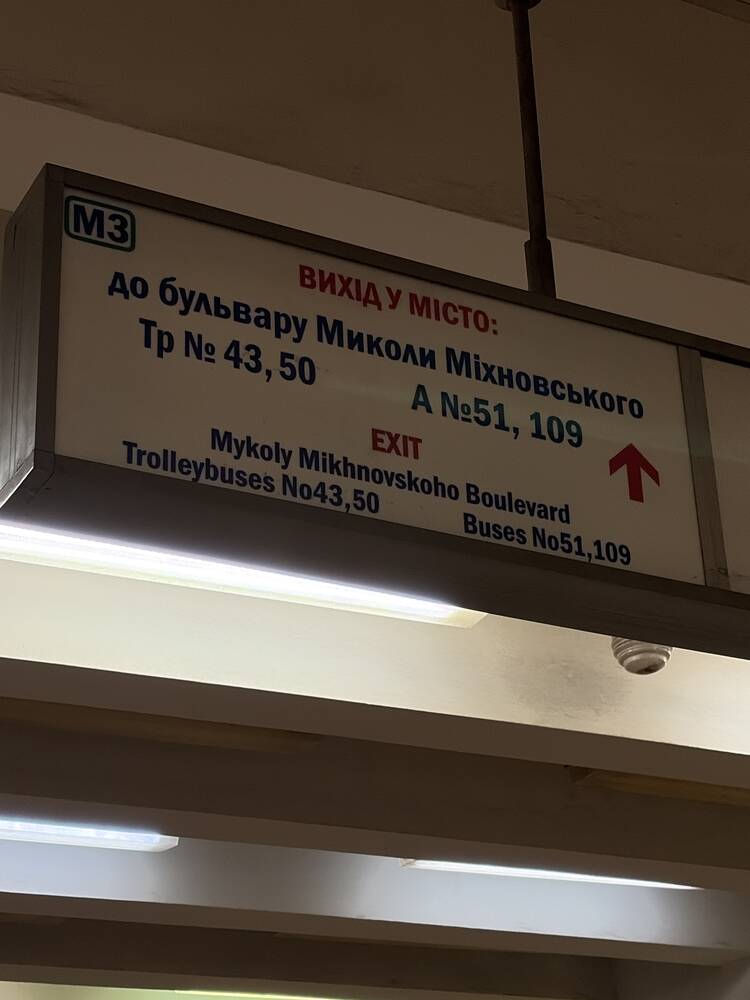 М3
ВИХІД У МІСТО:
до бульвару Миколи Міхновського
Тр № 43, 50
А №51, 109
EXIT
Mykoly Mikhnovskoho Boulevard
Trolleybuses No43,50
Buses No51,109